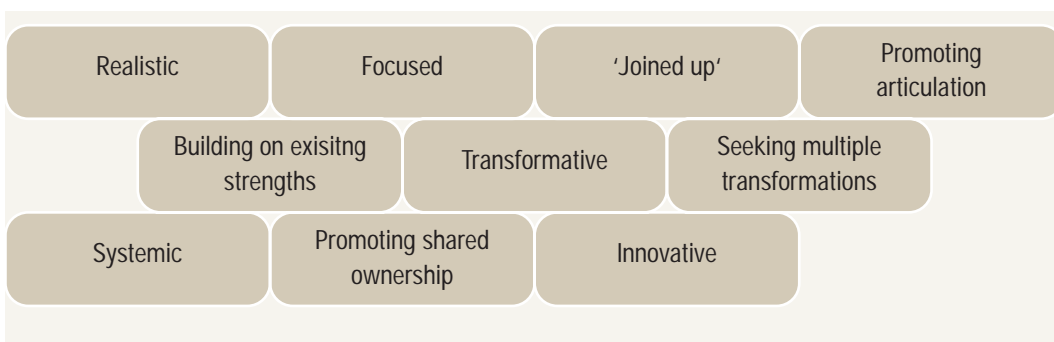 Realistic
Focused
‘Joined up‘
Promoting
articulation
Building on exisitng
strengths
Transformative
Seeking multiple
transformations
Systemic
Promoting shared
ownership
Innovative